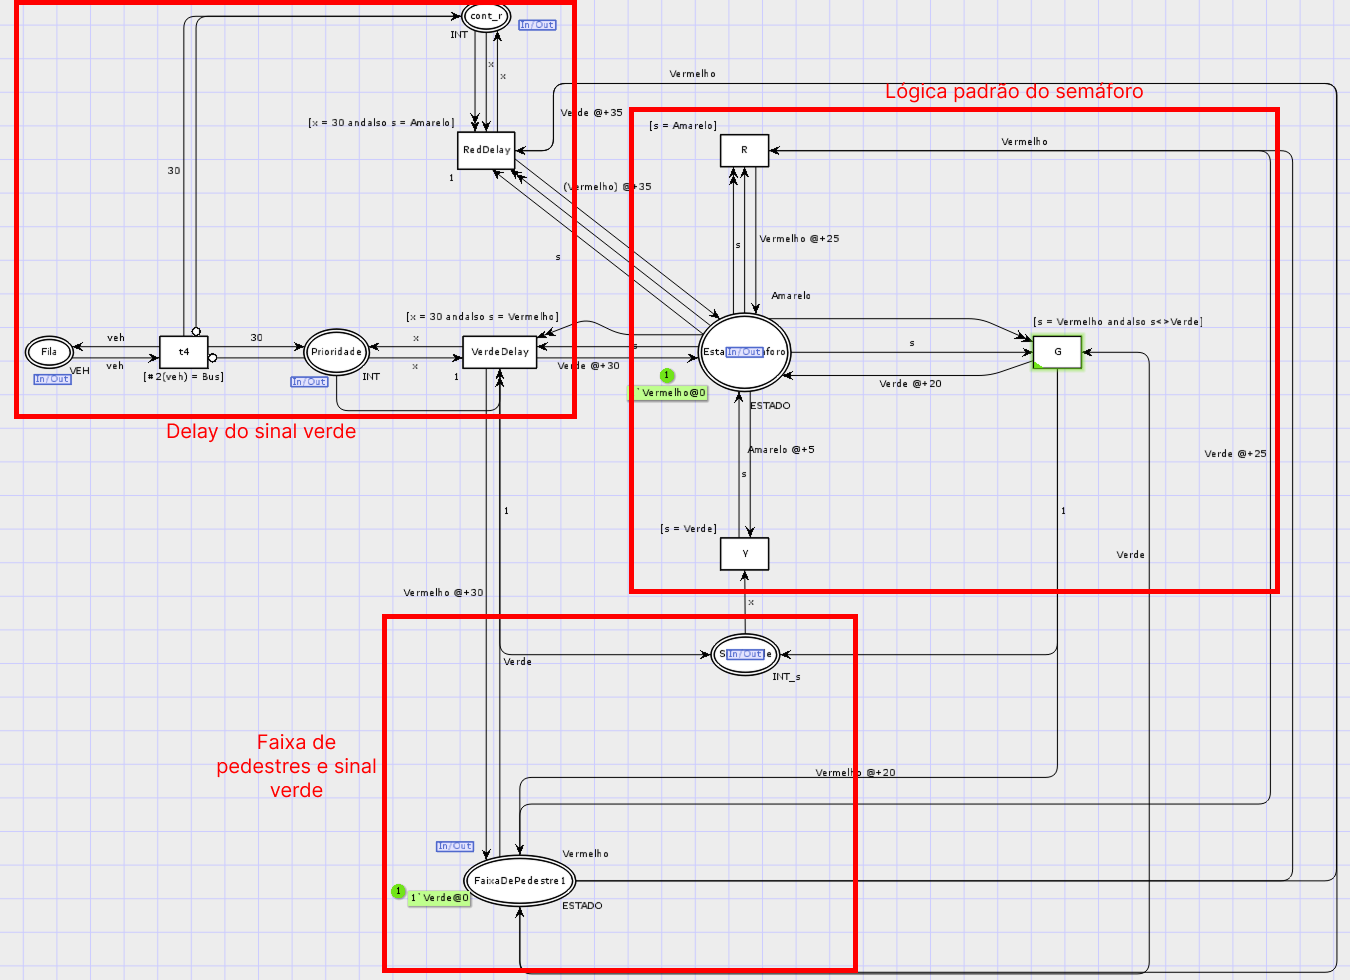 cont_r
In/Out
INT
x
x
Vermelho
Lógica padrão do semáforo
Verde @+35
[x = 30 andalso s = Amarelo]
[s = Amarelo]
RedDelay
R
Vermelho
30
1
(Vermelho) @+35
s
Vermelho @+25
s
Amarelo
[x = 30 andalso s = Vermelho]
[s = Vermelho andalso s<>Verde]
veh
30
x
s
s
Fila
t4
Prioridade
VerdeDelay
In/Out
G
veh
VEH
x
Verde @+30
In/Out
[#2(veh) = Bus]
In/Out
INT
1
1
Verde @+20
1`Vermelho@0
ESTADO
Delay do sinal verde
Amarelo @+5
Verde @+25
s
1
1
[s = Verde]
Y
Verde
Vermelho @+30
x
In/Out
Verde
INT_s
Faixa de
pedestres e sinal
verde
Vermelho @+20
In/Out
Vermelho
FaixaDePedestre1
1
1`Verde@0
ESTADO